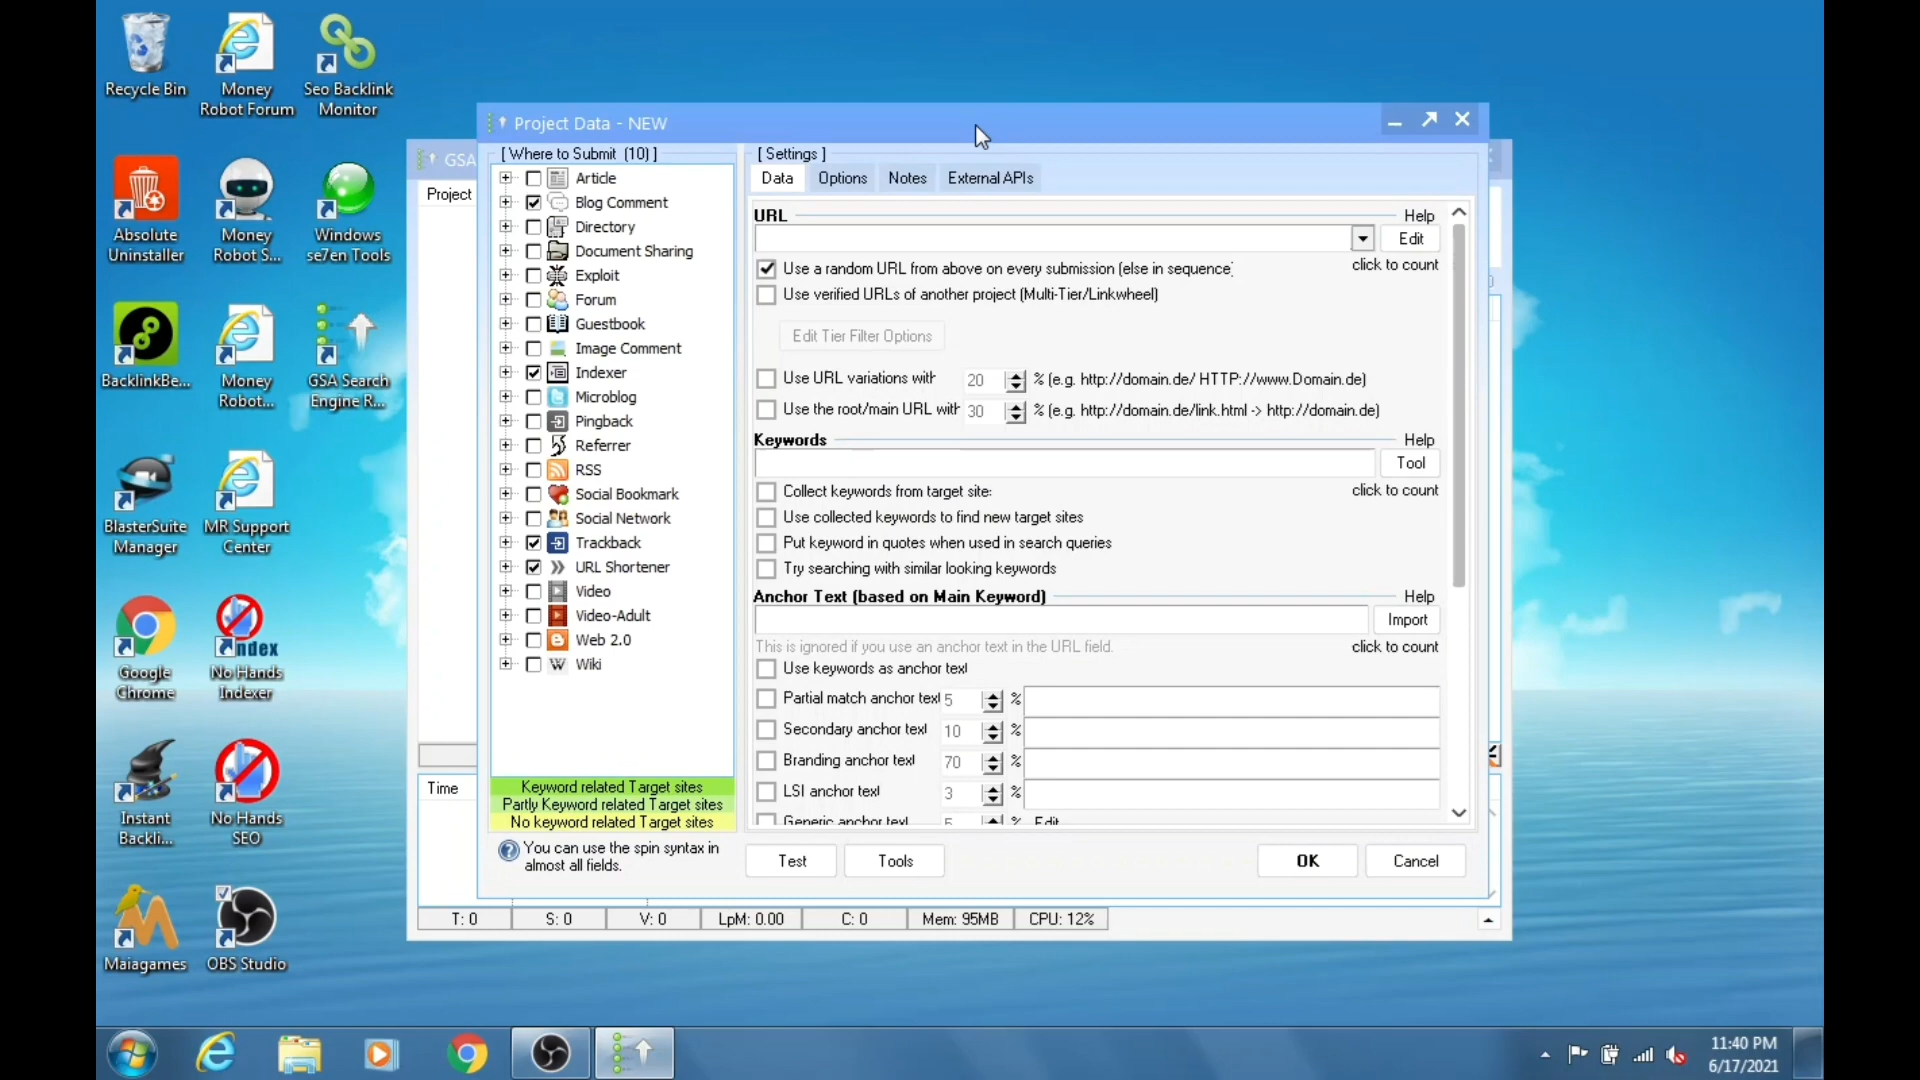 Recycle Bin
Money
Robot Forum
Seo Backlink
Monitor
Absolute
Uninstaller
Money
Robot S...
Windows
se7en Tools
BacklinkBe...
Money
Robot...
GSA Search
Engine R...
BlasterSuite
Manager
MR Support
Center
Google
Chrome
index
No Hands
Indexer
Instant
Backli...
No Hands
SEO
Maiagames
OBS Studio
GSA
Project
Time
Project Data - NEW
[ Where to Submit (10) ]
Article
Blog Comment
Directory
Document Sharing
Exploit
Forum
Guestbook
Image Comment
Indexer
Microblog
Pingback
Referrer
RSS
Social Bookmark
Social Network
Trackback
URL Shortener
Video
Video-Adult
Web 2.0
Wiki
Keyword related Target sites
Partly Keyword related Target sites
No keyword related Target sites
You can use the spin syntax in
almost all fields.
[ Settings ]
Data Options Notes External APIs
URL Help
Edit
Use a random URL from above on every submission (else in sequence) click to count
Use verified URLs of another project (Multi-Tier/Linkwheel)
Edit Tier Filter Options
Use URL variations with 20 % (e.g. http://domain.de/ HTTP://www.Domain.de)
Use the root/main URL with 30 % (e.g. http://domain.de/link.html -> http://domain.de)
Keywords Help
Tool
Collect keywords from target site: click to count
Use collected keywords to find new target sites
Put keyword in quotes when used in search queries
Try searching with similar looking keywords
Anchor Text (based on Main Keyword) Help
Import
This is ignored if you use an anchor text in the URL field. click to count
Use keywords as anchor text
Partial match anchor text 5 %
Secondary anchor text 10 %
Branding anchor text 70 %
LSI anchor text 3 %
Generic anchor text 5 % Edit
Test Tools OK Cancel
T: 0 S: 0 V: 0 LpM: 0.00 C: 0 Mem: 95MB CPU: 12%
11:40 PM
6/17/2021